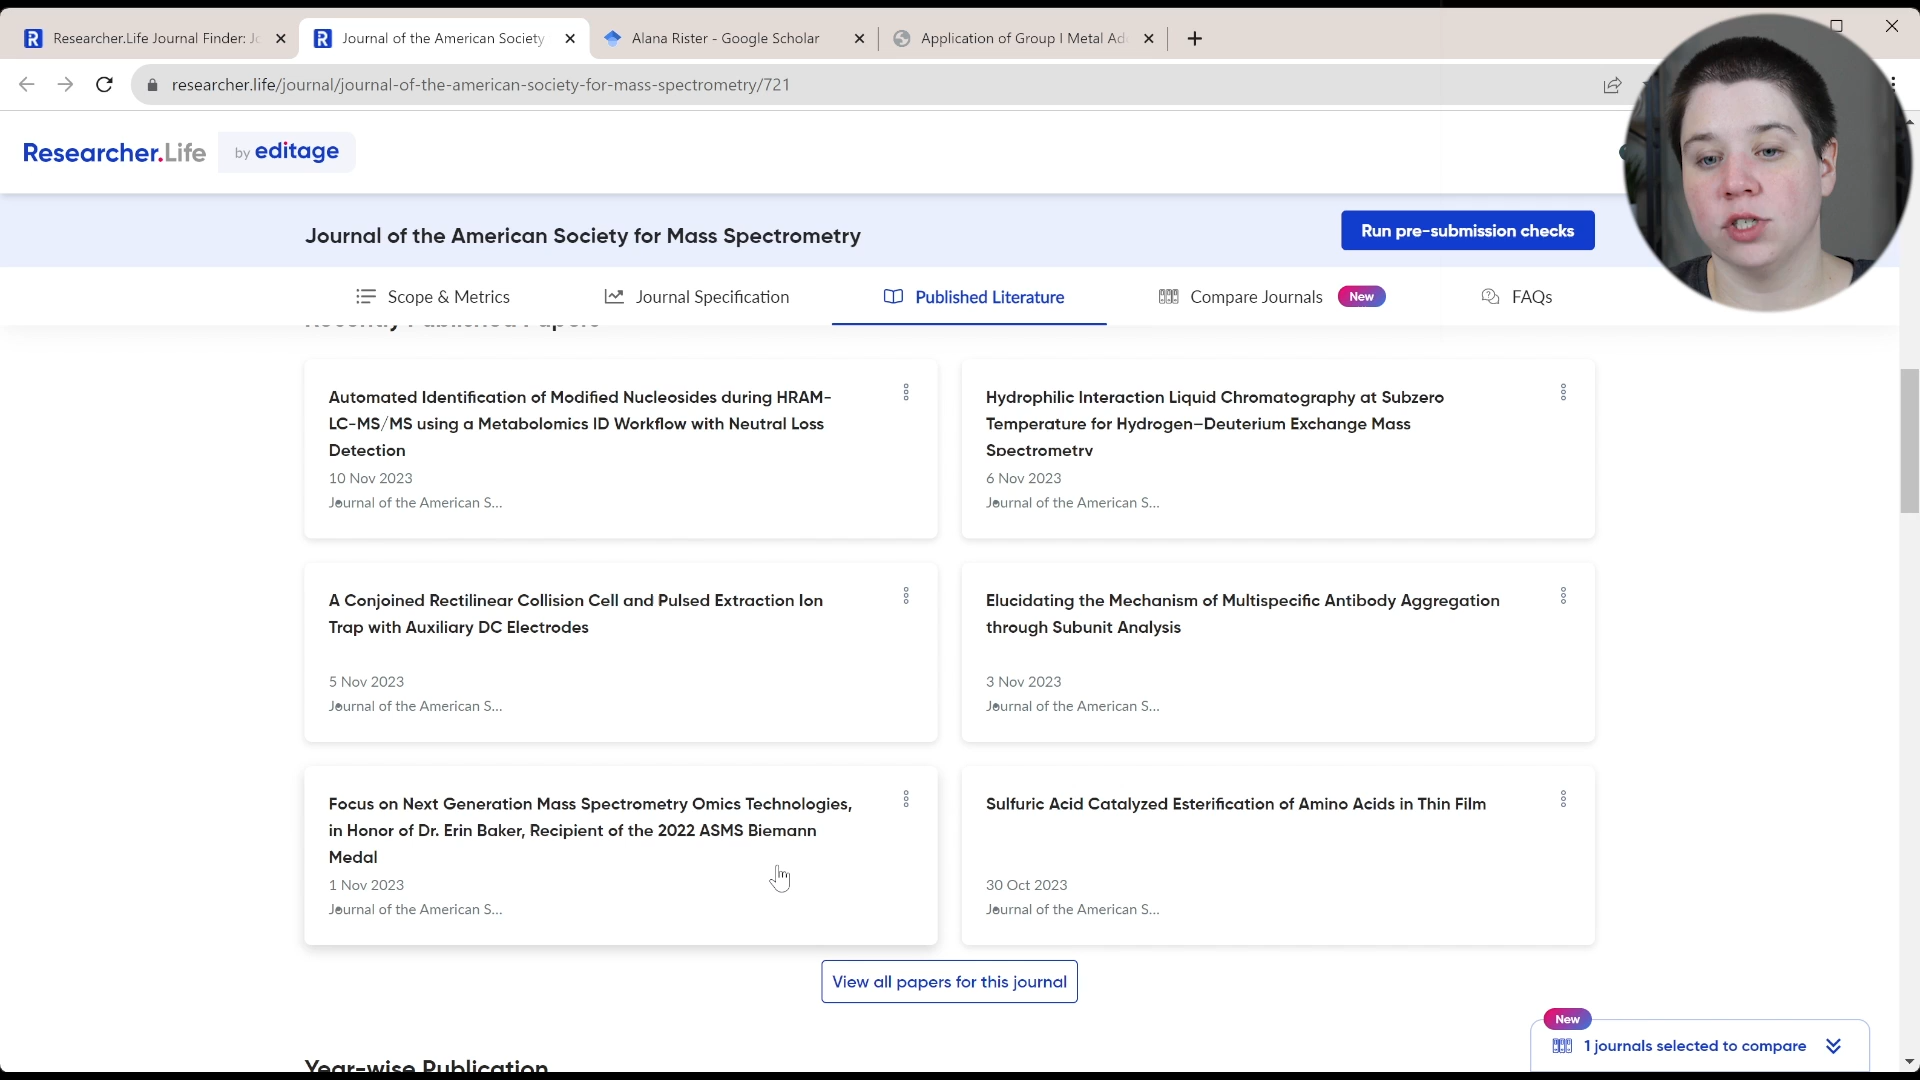 Researcher.Life Journal Finder: Jo
Journal of the American Society
Alana Rister - Google Scholar
Application of Group I Metal Ad
researcher.life/journal/journal-of-the-american-society-for-mass-spectrometry/721
Researcher.Life by editage
Journal of the American Society for Mass Spectrometry
Run pre-submission checks
Scope & Metrics
Journal Specification
Published Literature
Compare Journals
New
FAQs
Recently Published Papers
Automated Identification of Modified Nucleosides during HRAM-
LC-MS/MS using a Metabolomics ID Workflow with Neutral Loss
Detection
10 Nov 2023
Journal of the American S...
Hydrophilic Interaction Liquid Chromatography at Subzero
Temperature for Hydrogen–Deuterium Exchange Mass
Spectrometry
6 Nov 2023
Journal of the American S...
A Conjoined Rectilinear Collision Cell and Pulsed Extraction Ion
Trap with Auxiliary DC Electrodes
5 Nov 2023
Journal of the American S...
Elucidating the Mechanism of Multispecific Antibody Aggregation
through Subunit Analysis
3 Nov 2023
Journal of the American S...
Focus on Next Generation Mass Spectrometry Omics Technologies,
in Honor of Dr. Erin Baker, Recipient of the 2022 ASMS Biemann
Medal
1 Nov 2023
Journal of the American S...
Sulfuric Acid Catalyzed Esterification of Amino Acids in Thin Film
30 Oct 2023
Journal of the American S...
View all papers for this journal
New
1 journals selected to compare
Year-wise Publication